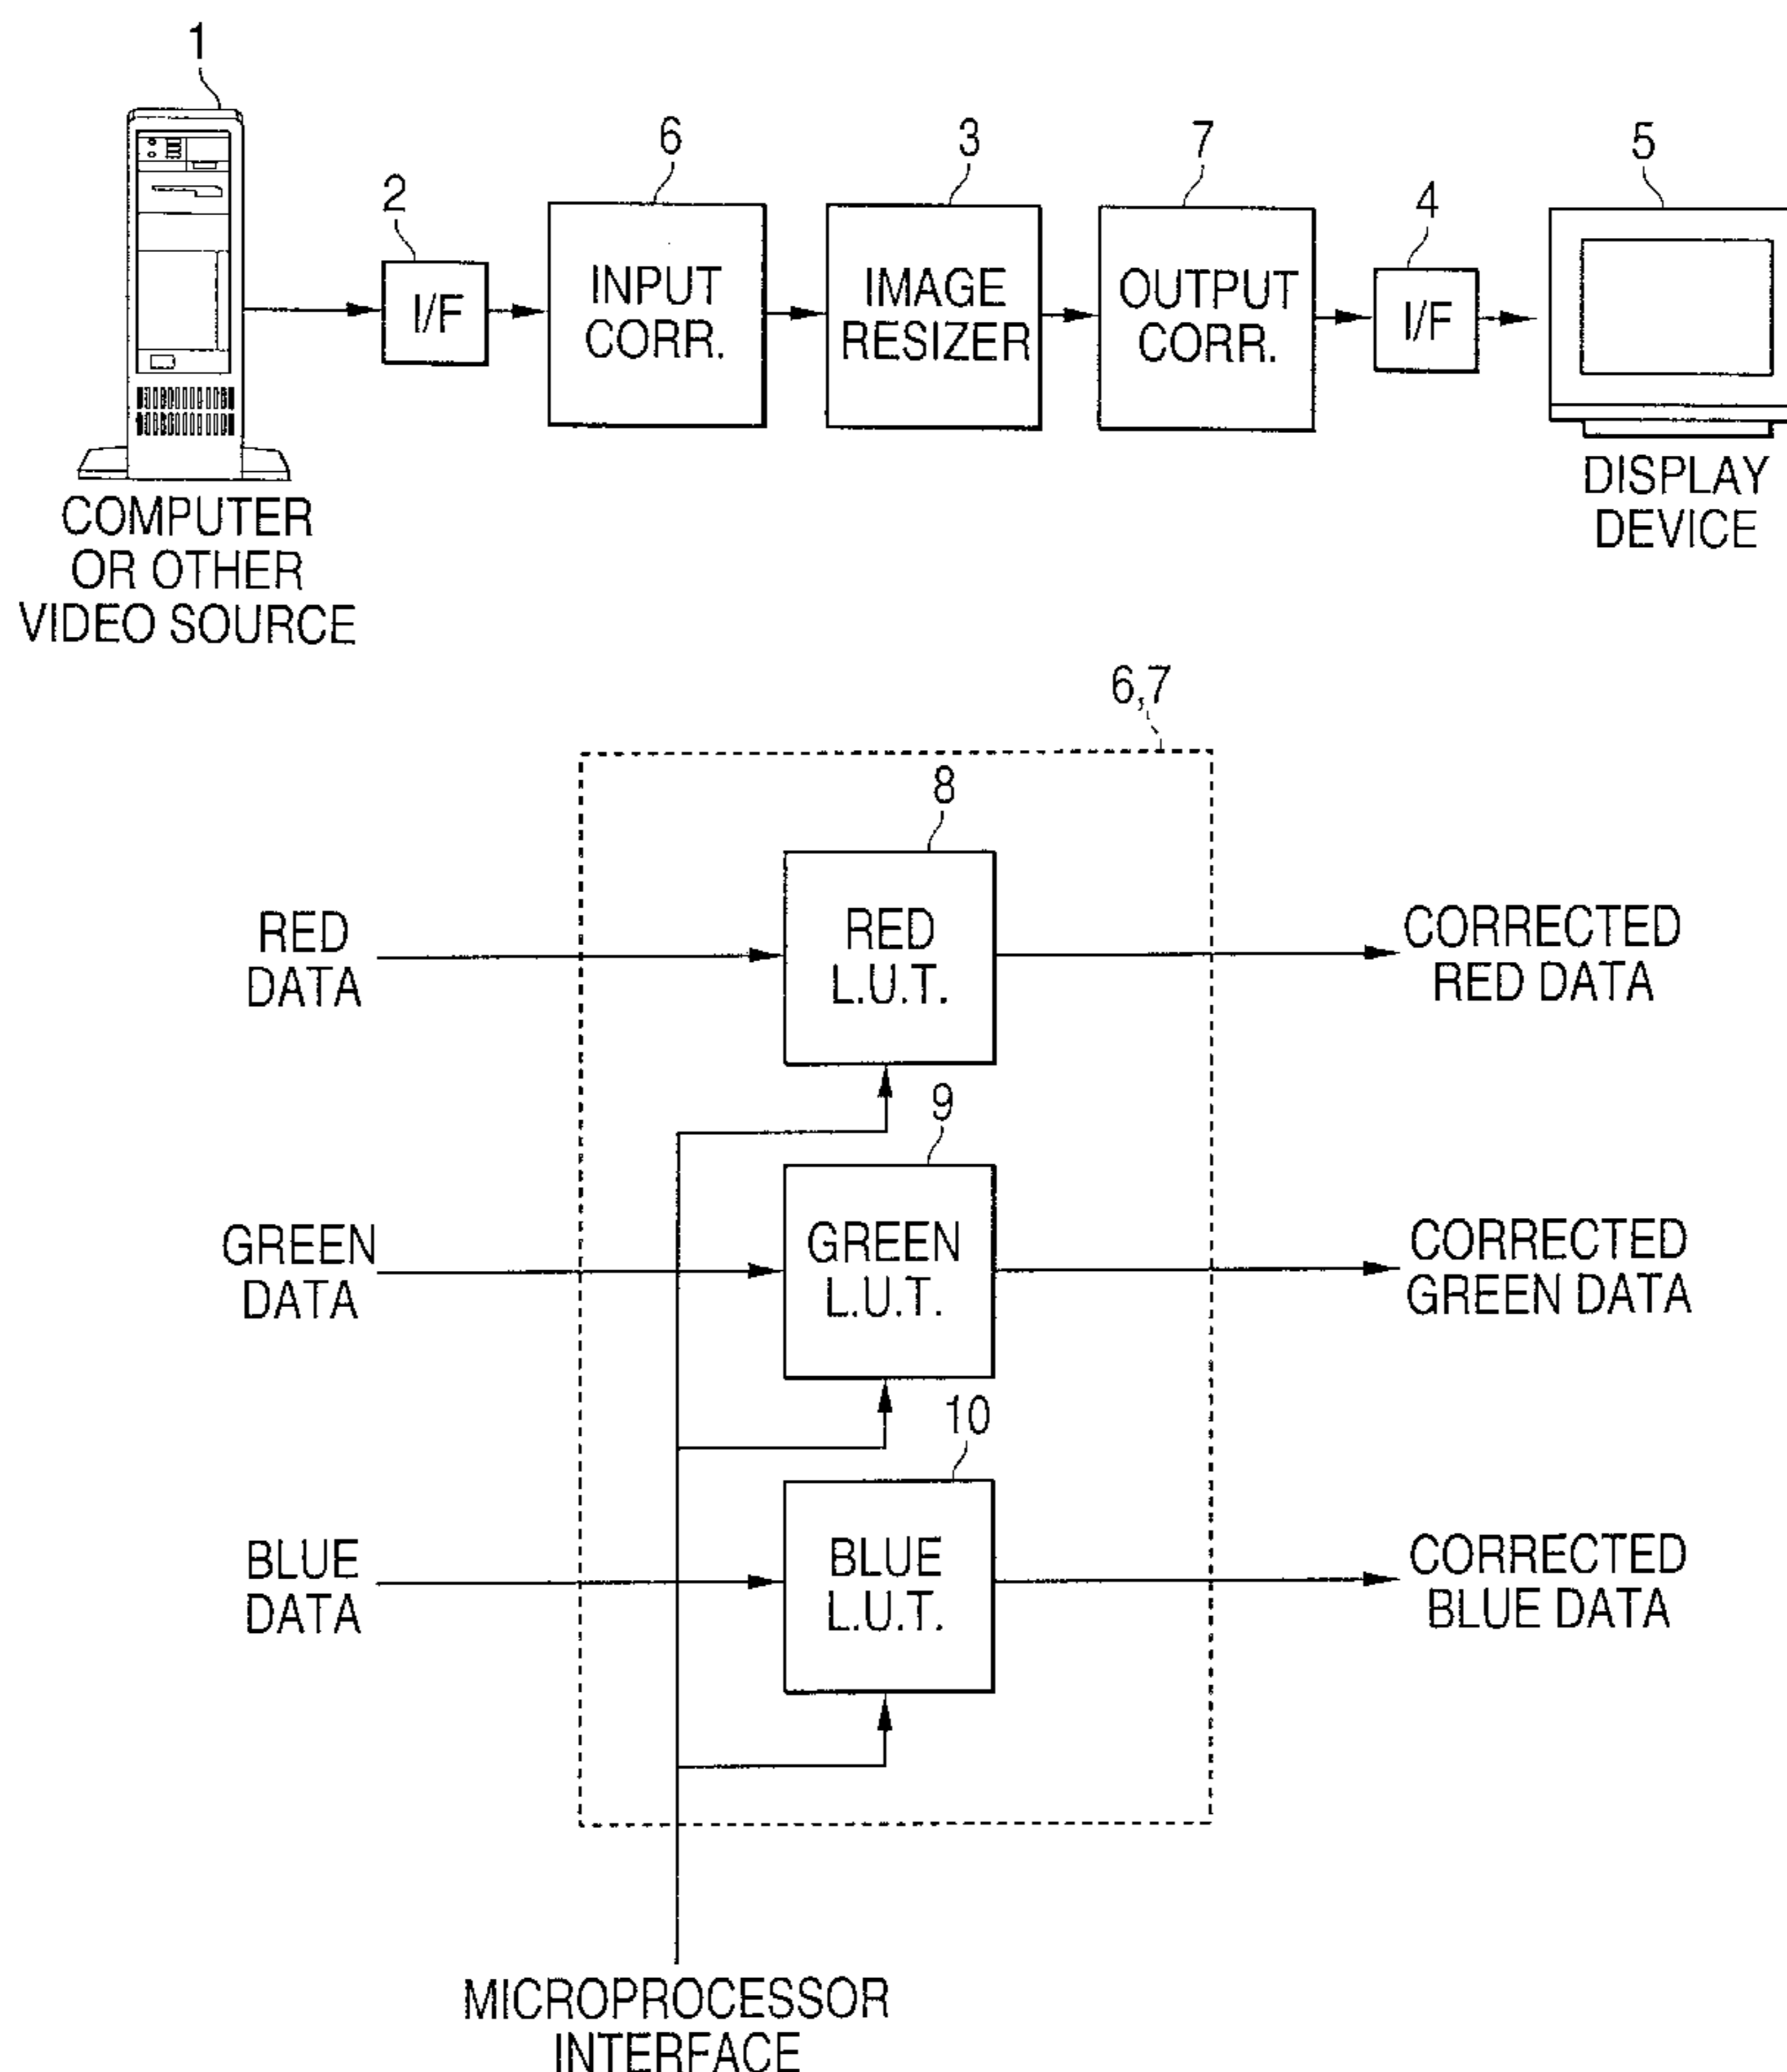 1
6
3
7
5
2
4
I/F
INPUT
CORR.
IMAGE
RESIZER
OUTPUT
CORR.
I/F
COMPUTER
OR OTHER
VIDEO SOURCE
DISPLAY
DEVICE
6,7
8
RED
DATA
RED
L.U.T.
CORRECTED
RED DATA
9
GREEN
DATA
GREEN
L.U.T.
CORRECTED
GREEN DATA
10
BLUE
DATA
BLUE
L.U.T.
CORRECTED
BLUE DATA
MICROPROCESSOR
INTERFACE